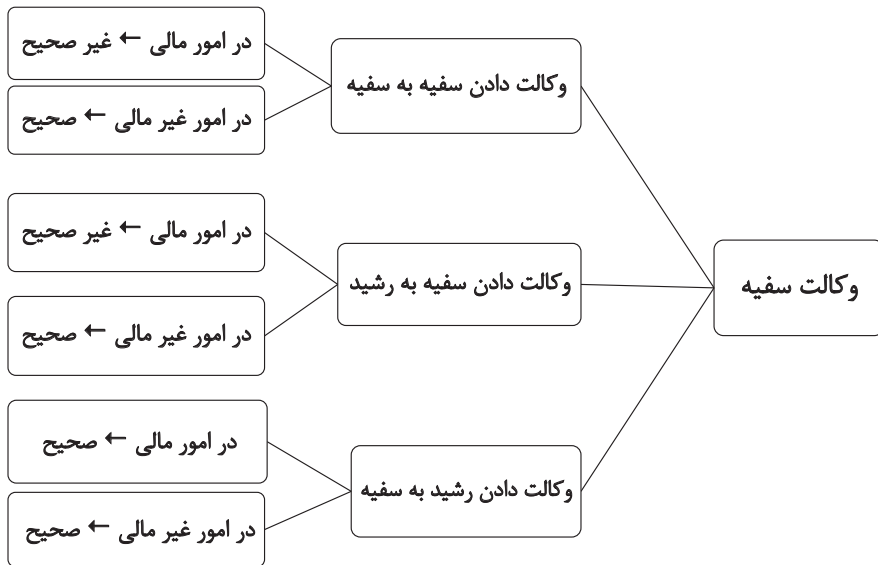 وکالت سفیه
وکالت دادن سفیه به سفیه
در امور مالی ← غیر صحیح
در امور غیر مالی ← صحیح
وکالت دادن سفیه به رشید
در امور مالی ← غیر صحیح
در امور غیر مالی ← صحیح
وکالت دادن رشید به سفیه
در امور مالی ← صحیح
در امور غیر مالی ← صحیح